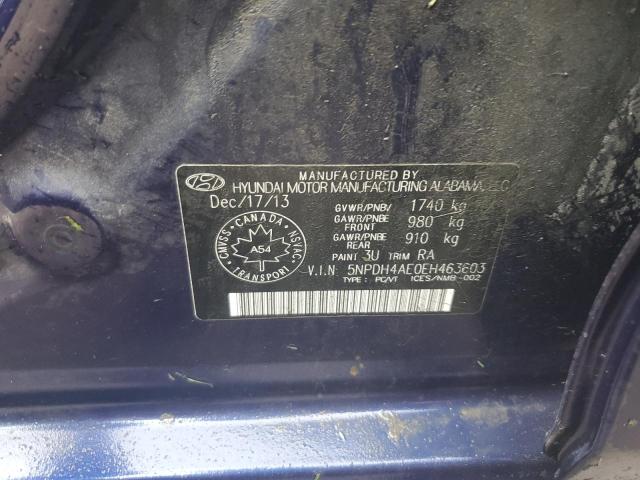 MANUFACTURED BY
HYUNDAI MOTOR MANUFACTURING ALABAMA, LLC
Dec/17/13
GVWR/PNBV 1740 kg
GAWR/PNBE FRONT 980 kg
GAWR/PNBE REAR 910 kg
PAINT 3U TRIM RA
V.I.N: 5NPDH4AE0EH463603
TYPE: PC/VT ICES/NMB-002
CANADA
CMVSS
NSVAC
A54
TRANSPORT